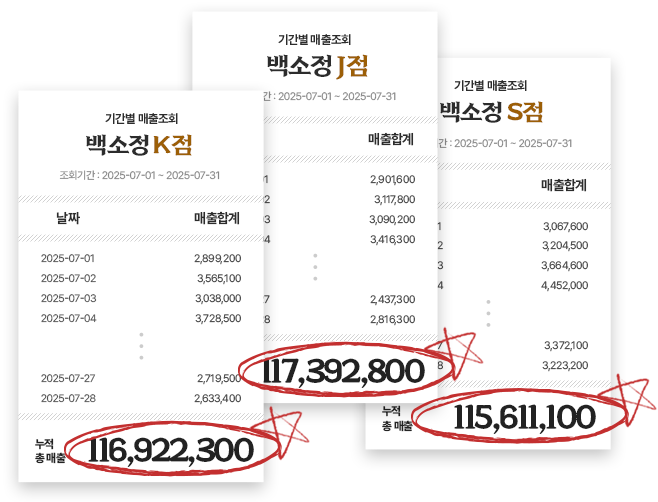 기간별 매출조회
백소정 K점
조회기간 : 2025-07-01 ~ 2025-07-31
날짜 매출합계
2025-07-01 2,899,200
2025-07-02 3,565,100
2025-07-03 3,038,000
2025-07-04 3,728,500
2025-07-27 2,719,500
2025-07-28 2,633,400
누적
총 매출
116,922,300
기간별 매출조회
백소정 J점
간 : 2025-07-01 ~ 2025-07-31
매출합계
01 2,901,600
02 3,117,800
03 3,090,200
04 3,416,300
27 2,437,300
28 2,816,300
117,392,800
기간별 매출조회
백소정 S점
간 : 2025-07-01 ~ 2025-07-31
매출합계
1 3,067,600
2 3,204,500
3 3,664,600
4 4,452,000
7 3,372,100
8 3,223,200
누적
총 매출
115,611,100